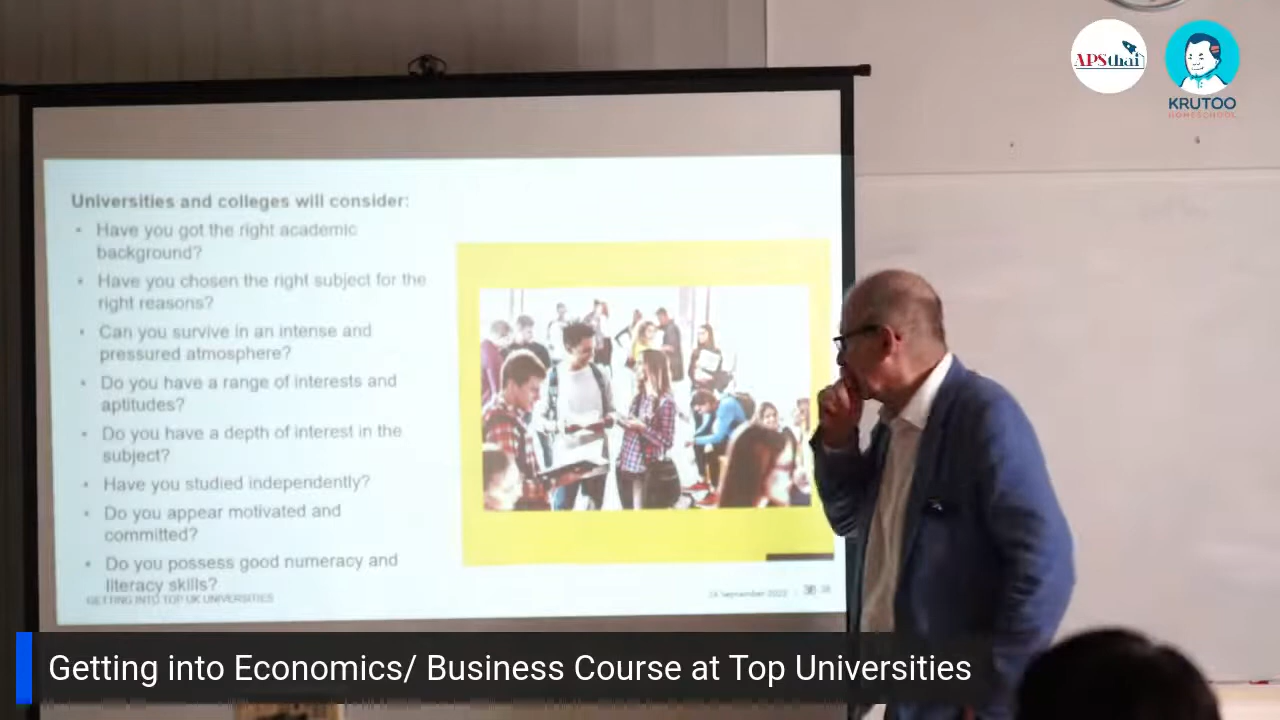 APSthai
KRUTOO
HOMESCHOOL
Universities and colleges will consider:
• Have you got the right academic
background?
• Have you chosen the right subject for the
right reasons?
• Can you survive in an intense and
pressured atmosphere?
• Do you have a range of interests and
aptitudes?
• Do you have a depth of interest in the
subject?
• Have you studied independently?
• Do you appear motivated and
committed?
• Do you possess good numeracy and
literacy skills?
GETTING INTO TOP UK UNIVERSITIES
September
Getting into Economics/ Business Course at Top Universities